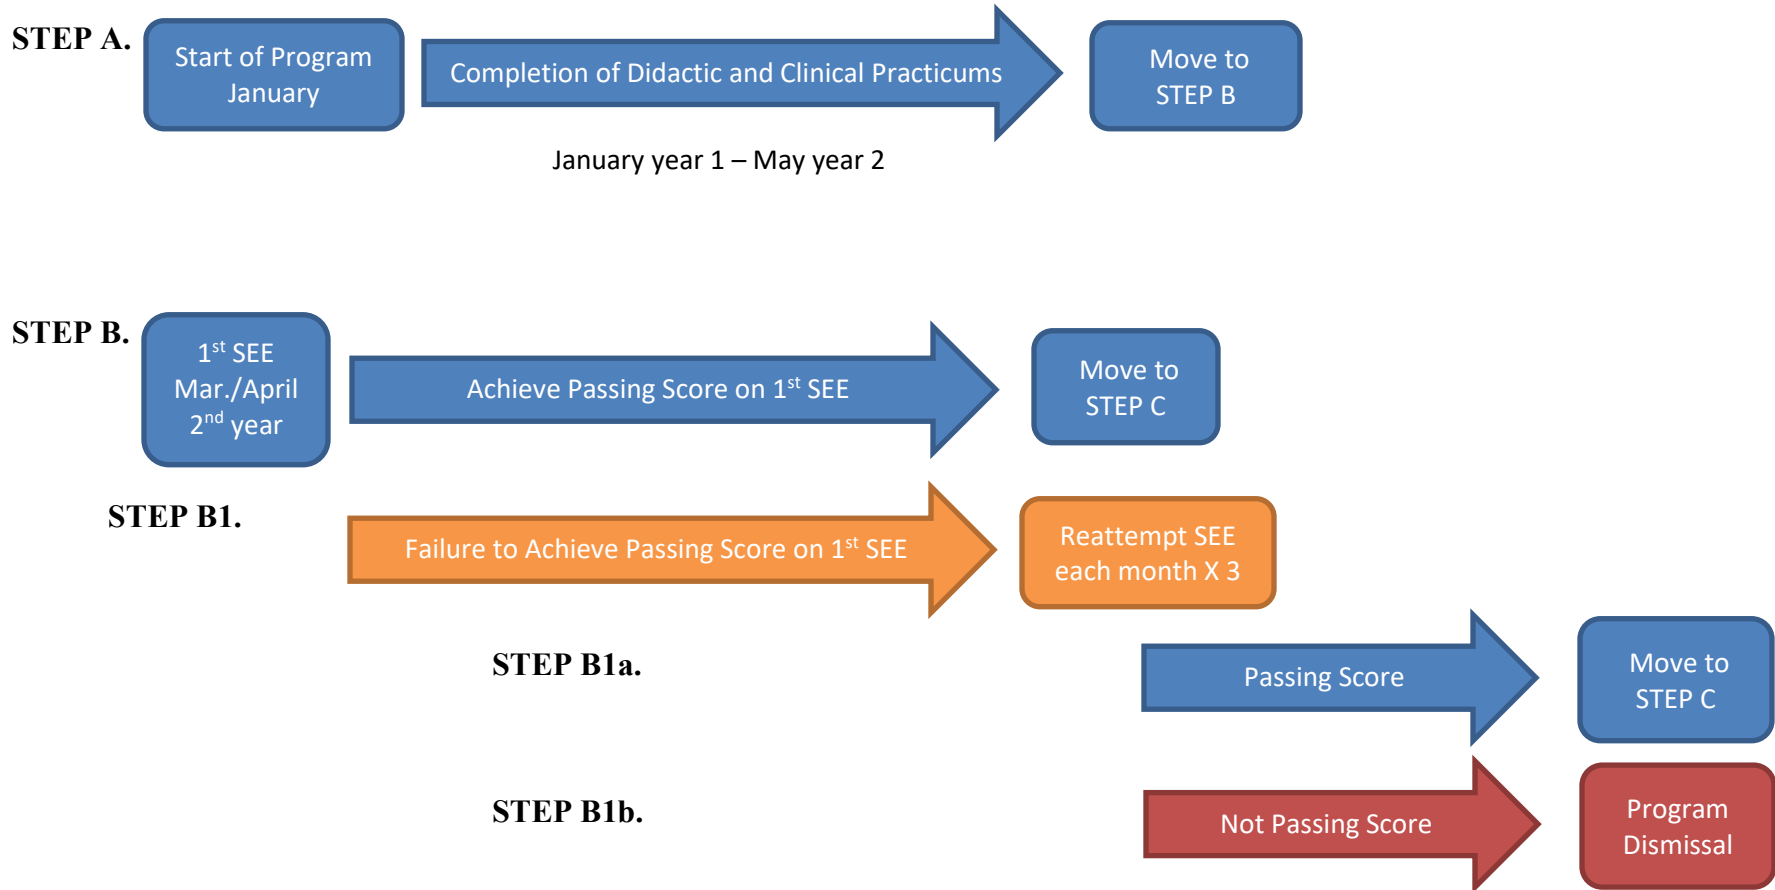 STEP A.
Start of Program
January
Completion of Didactic and Clinical Practicums
Move to
STEP B
January year 1 – May year 2
STEP B.
1st SEE
Mar./April
2nd year
Achieve Passing Score on 1st SEE
Move to
STEP C
STEP B1.
Failure to Achieve Passing Score on 1st SEE
Reattempt SEE
each month X 3
STEP B1a.
Passing Score
Move to
STEP C
STEP B1b.
Not Passing Score
Program
Dismissal